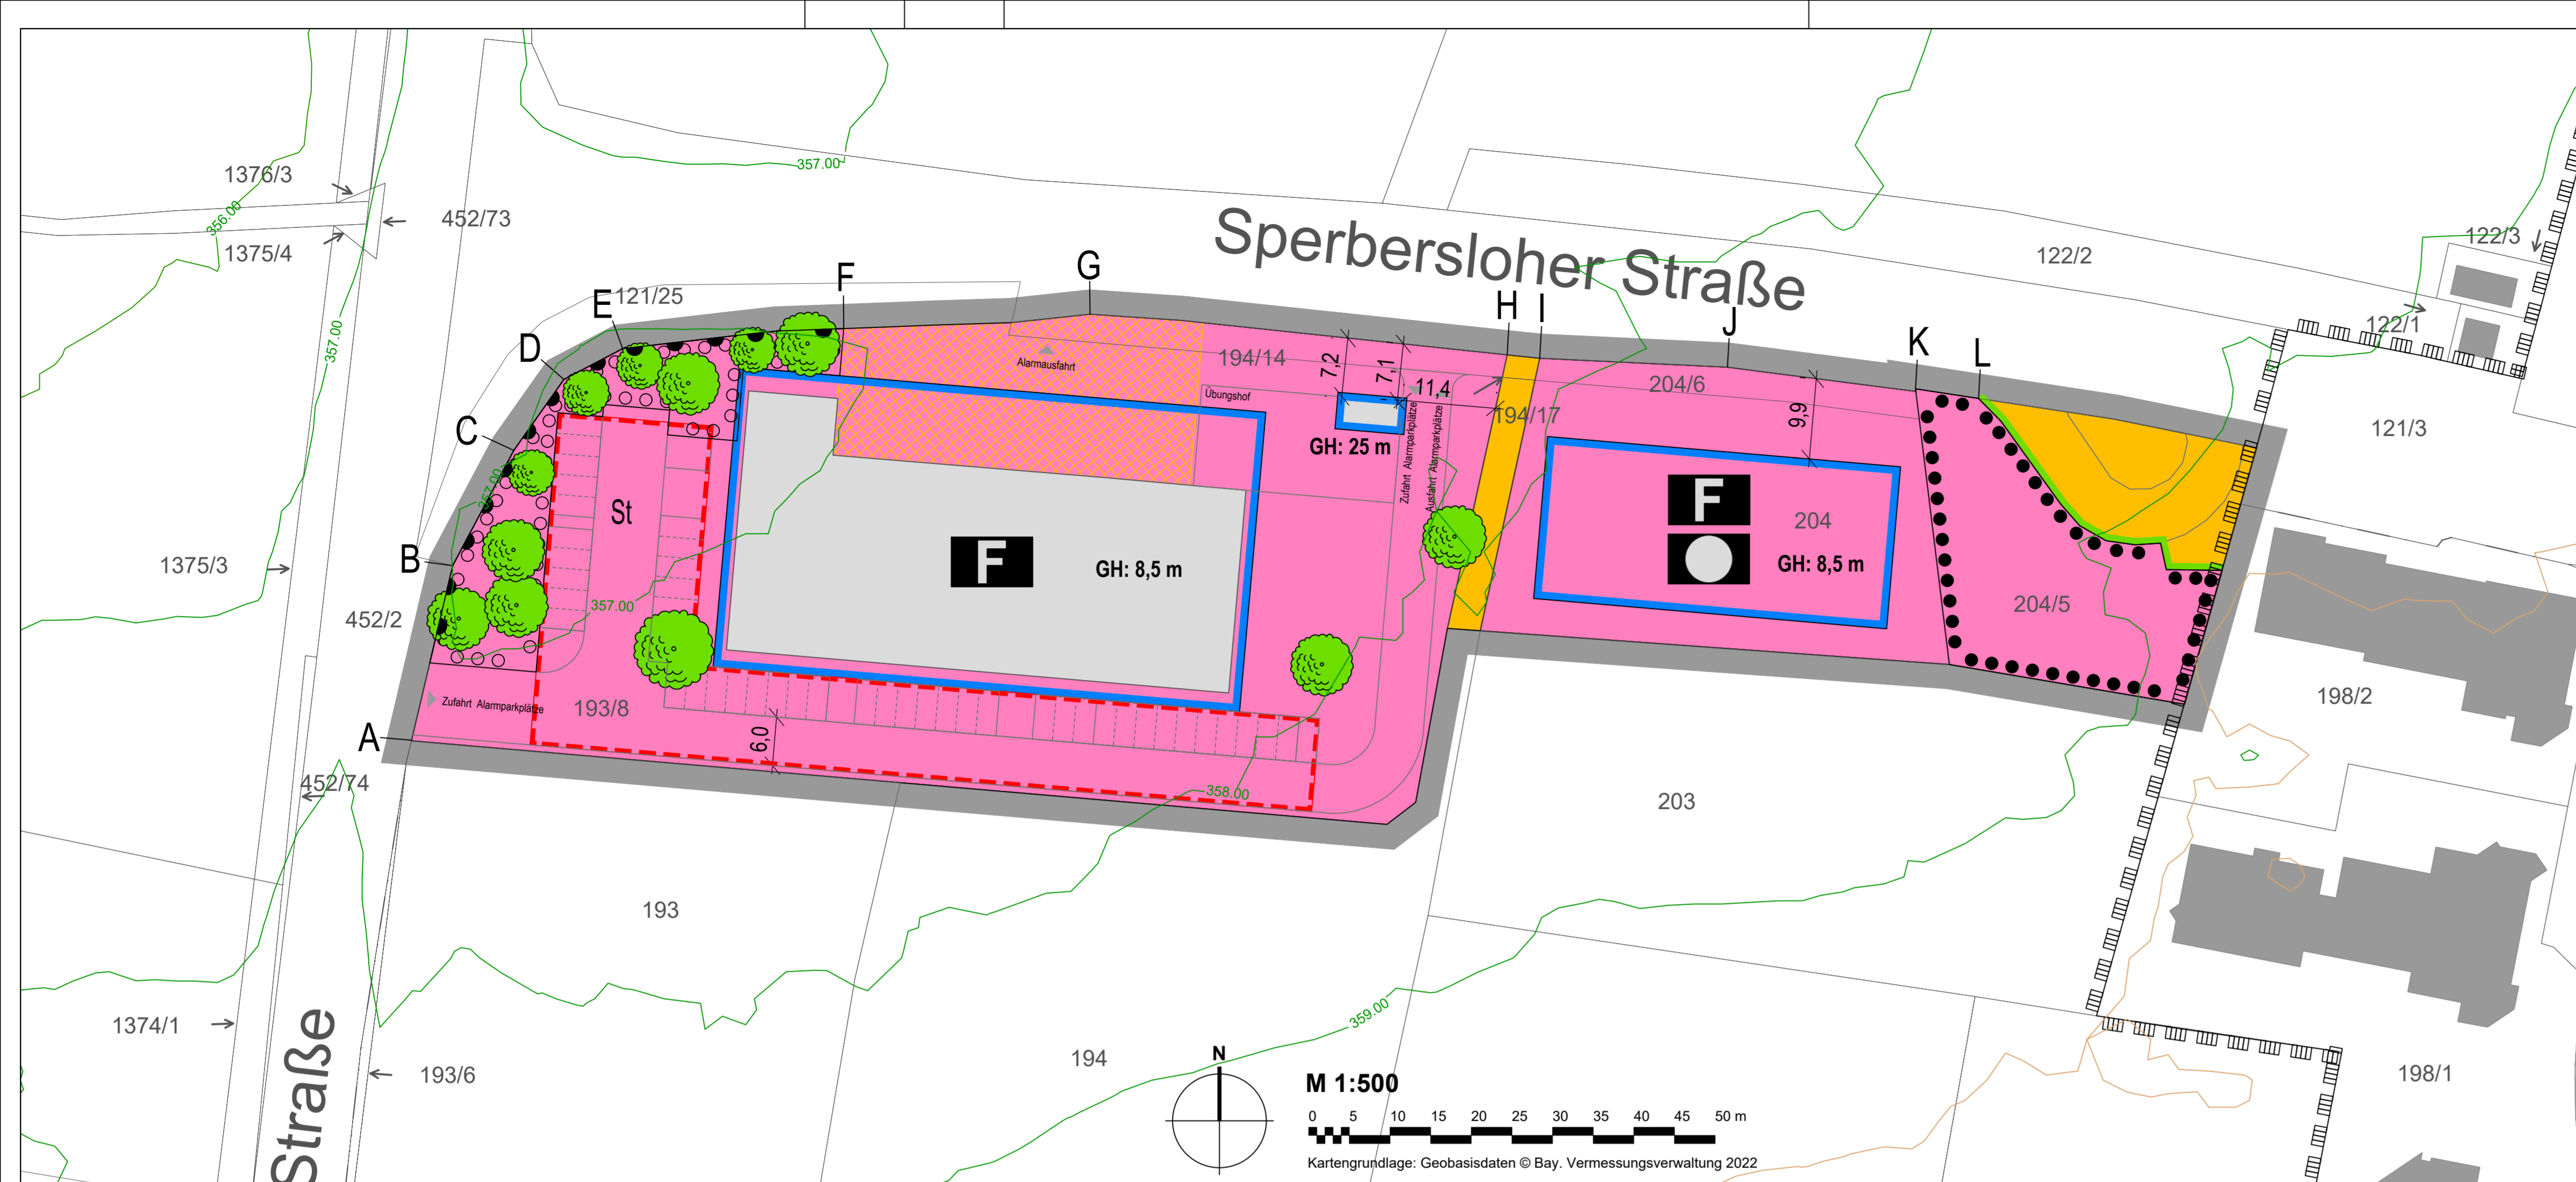 357.00
1376/3
356.00
452/73
1375/4
122/3
Sperbersloher Straße
122/2
122/1
121/25
F
G
E
D
H
I
J
K
L
357.00
Alarmausfahrt
194/14
7,2
7,1
11,4
204/6
194/17
9,9
Übungshof
GH: 25 m
Zufahrt Alarmparkplätze
Ausfahrt Alarmparkplätze
121/3
C
357.00
St
F
204
B
1375/3
F
GH: 8,5 m
GH: 8,5 m
357.00
452/2
204/5
198/2
Zufahrt Alarmparkplätze
193/8
A
6,0
452/74
358.00
203
193
359.00
1374/1
194
193/6
Straße
198/1
N
M 1:500
0 5 10 15 20 25 30 35 40 45 50 m
Kartengrundlage: Geobasisdaten © Bay. Vermessungsverwaltung 2022